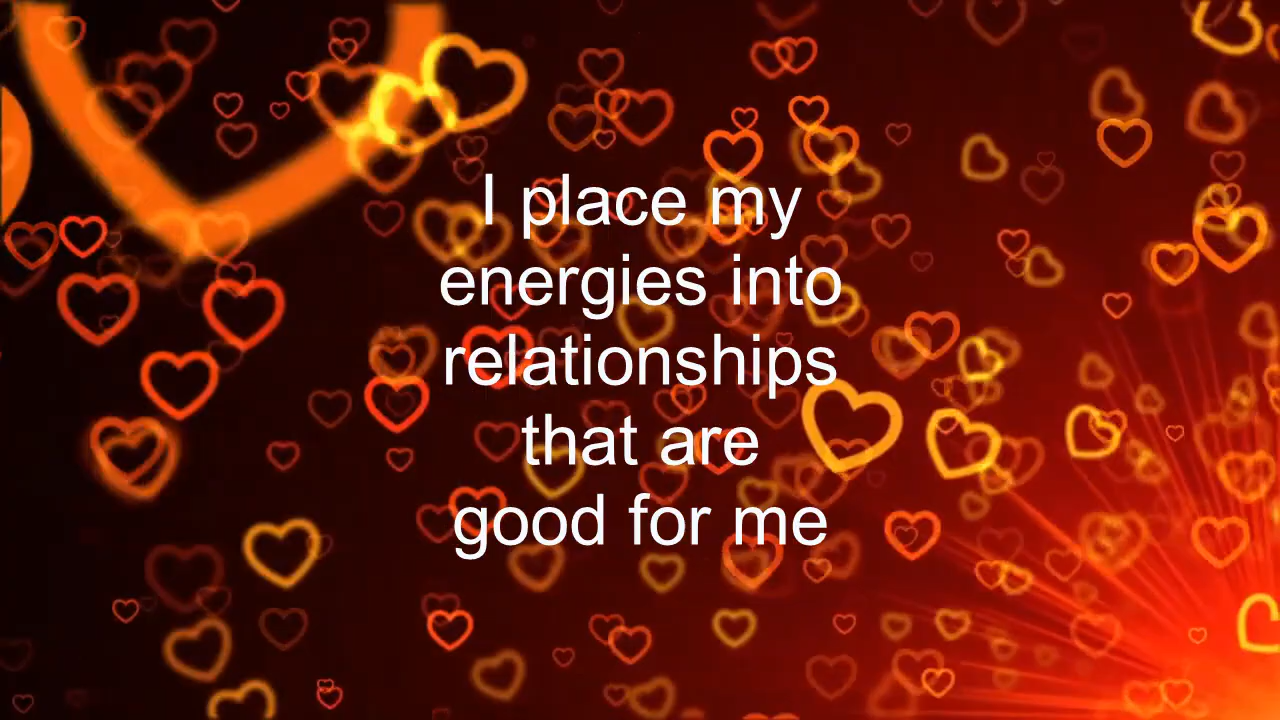 I place my
energies into
relationships
that are
good for me